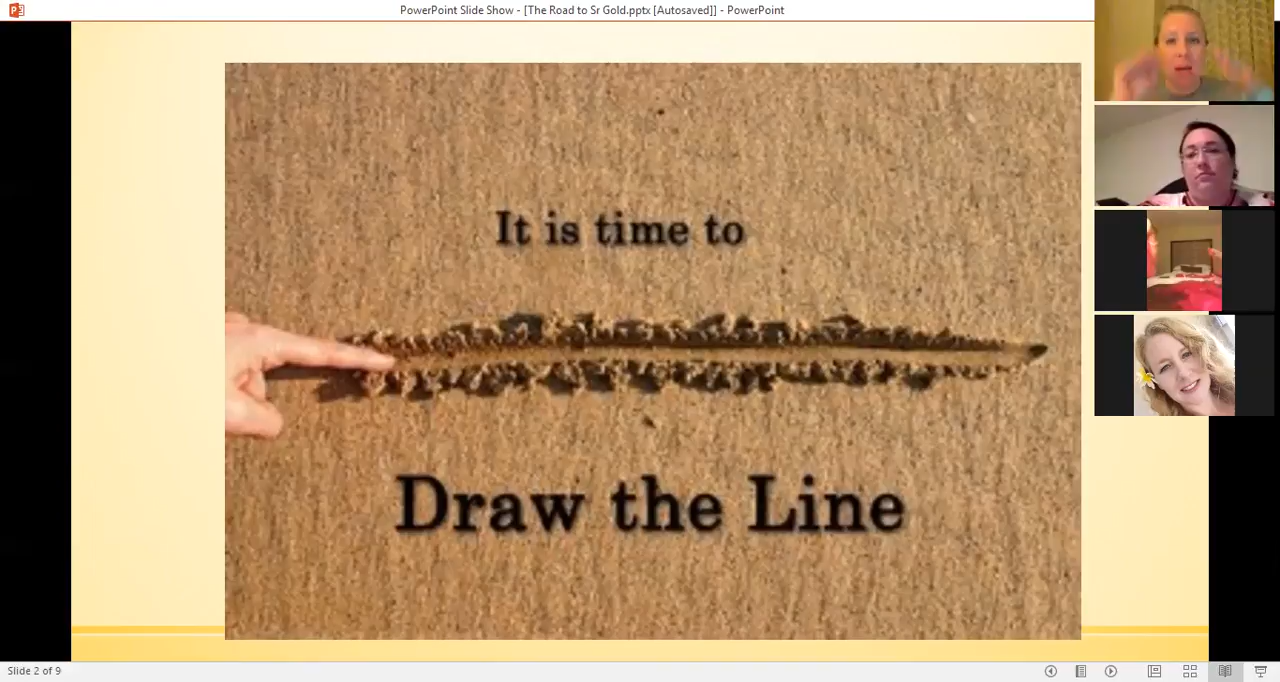 PowerPoint Slide Show - [The Road to Sr Gold.pptx [Autosaved]] - PowerPoint
It is time to
Draw the Line
Slide 2 of 9